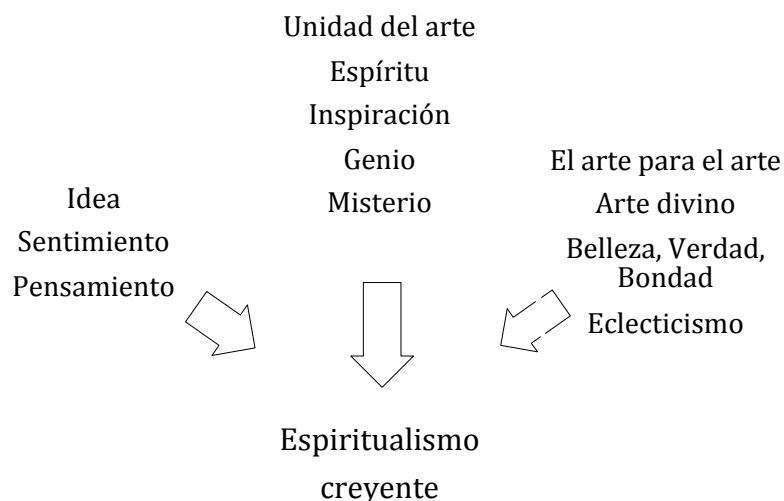 Unidad del arte
Espíritu
Inspiración
Genio
Misterio
Idea
Sentimiento
Pensamiento
El arte para el arte
Arte divino
Belleza, Verdad,
Bondad
Eclecticismo
Espiritualismo
creyente